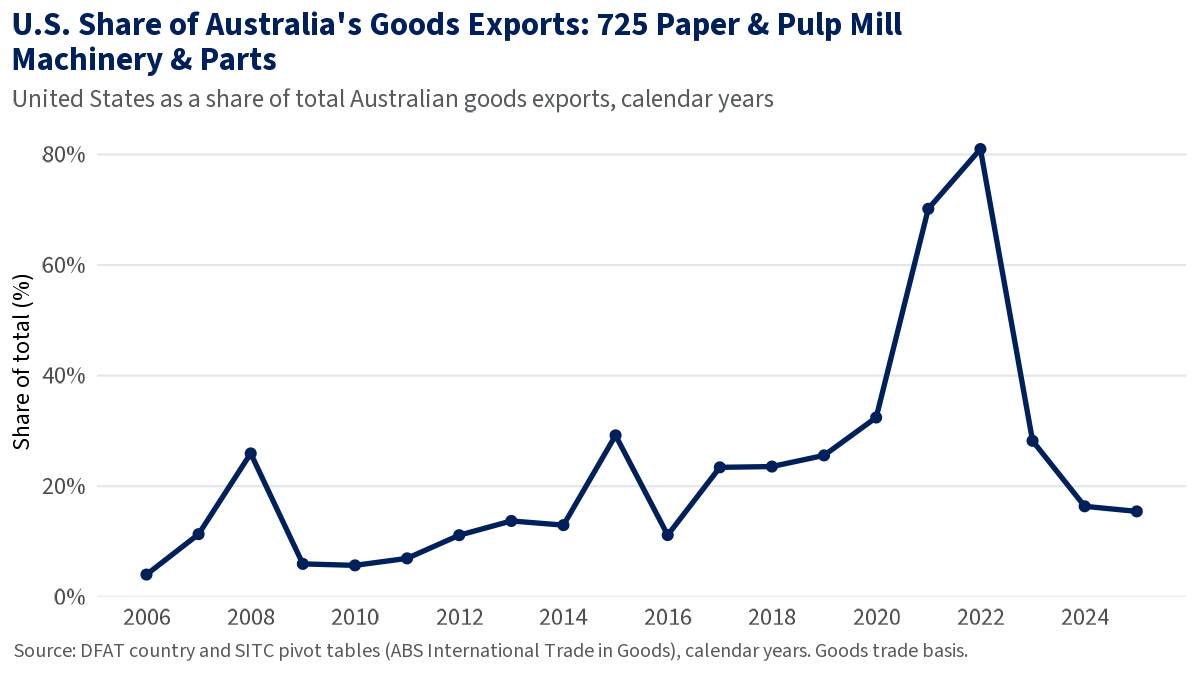 U.S. Share of Australia's Goods Exports: 725 Paper & Pulp Mill
Machinery & Parts
United States as a share of total Australian goods exports, calendar years
Share of total (%)
80%
60%
40%
20%
0%
2006 2008 2010 2012 2014 2016 2018 2020 2022 2024
Source: DFAT country and SITC pivot tables (ABS International Trade in Goods), calendar years. Goods trade basis.